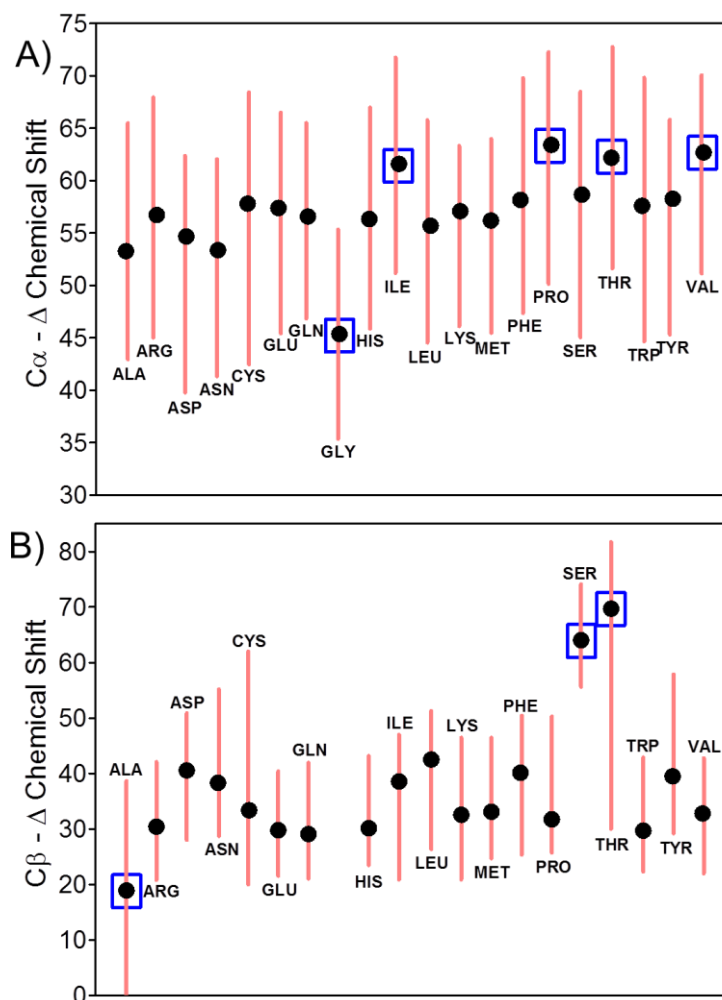 A)
Cα - Δ Chemical Shift
75
70
65
60
55
50
45
40
35
30
ALA
ARG
ASP
ASN
CYS
GLU
GLN
GLY
HIS
ILE
LEU
LYS
MET
PHE
PRO
SER
THR
TRP
TYR
VAL
B)
Cβ - Δ Chemical Shift
80
70
60
50
40
30
20
10
0
ALA
ARG
ASP
ASN
CYS
GLU
GLN
HIS
ILE
LEU
LYS
MET
PHE
PRO
SER
THR
TRP
TYR
VAL